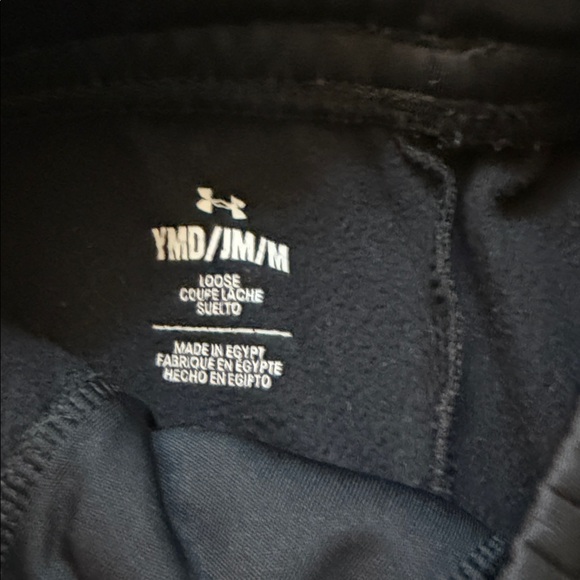 YMD/JM/M
LOOSE
COUPE LÂCHE
SUELTO
MADE IN EGYPT
FABRIQUÉ EN ÉGYPTE
HECHO EN EGIPTO